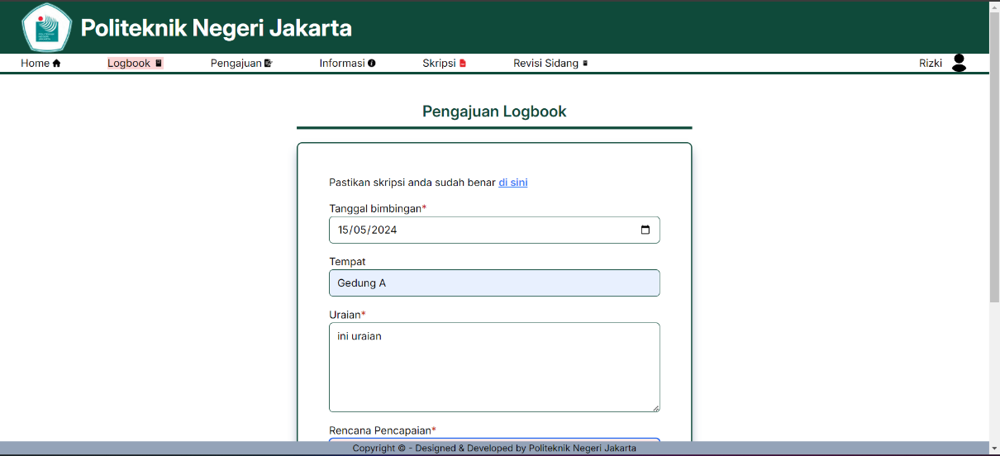 Politeknik Negeri Jakarta
Home Logbook Pengajuan Informasi Skripsi Revisi Sidang Rizki
Pengajuan Logbook
Pastikan skripsi anda sudah benar di sini
Tanggal bimbingan*
15/05/2024
Tempat
Gedung A
Uraian*
ini uraian
Rencana Pencapaian*
Copyright © - Designed & Developed by Politeknik Negeri Jakarta